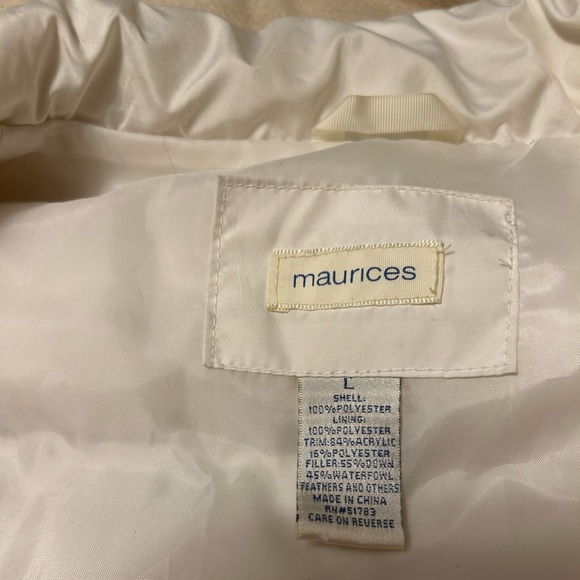 maurices
L
SHELL:
100%POLYESTER
LINING:
100%POLYESTER
TRIM:84%ACRYLIC
16%POLYESTER
FILLER:55%DOWN
45%WATERFOWL
FEATHERS AND OTHERS
MADE IN CHINA
RN#51783
CARE ON REVERSE